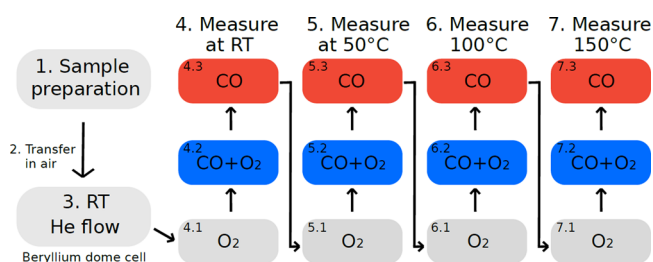 1. Sample
preparation
2. Transfer
in air
3. RT
He flow
Beryllium dome cell
4. Measure
at RT
4.3
CO
4.2
CO+O₂
4.1
O₂
5. Measure
at 50°C
5.3
CO
5.2
CO+O₂
5.1
O₂
6. Measure
100°C
6.3
CO
6.2
CO+O₂
6.1
O₂
7. Measure
150°C
7.3
CO
7.2
CO+O₂
7.1
O₂